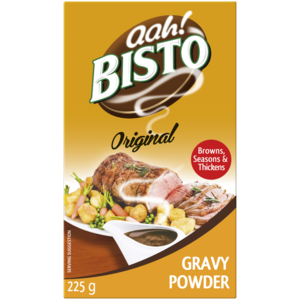 aah!
BISTO
Original
Browns,
Seasons &
Thickens
SERVING SUGGESTION
225 g
GRAVY
POWDER